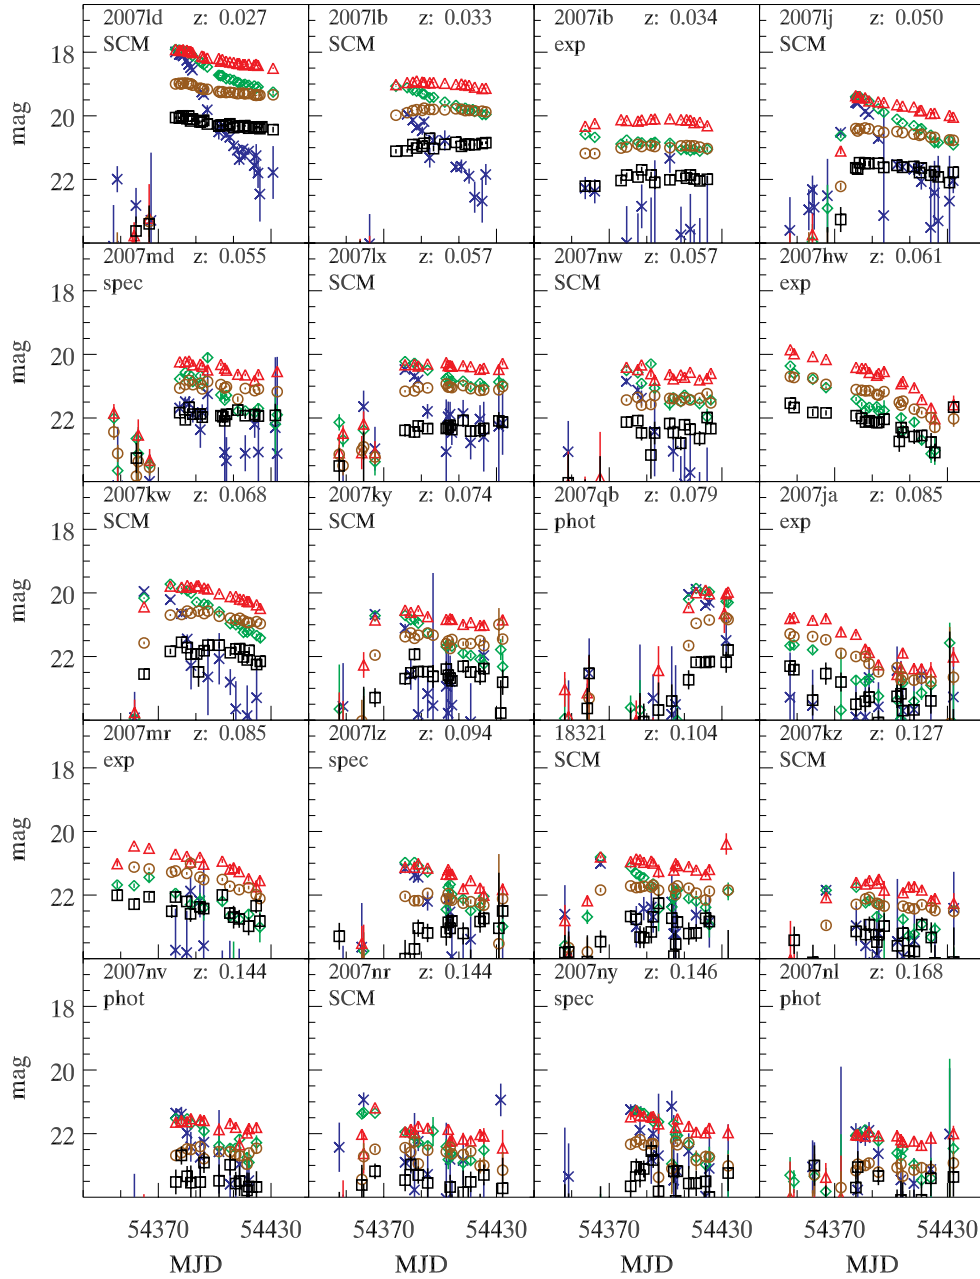 2007ld z: 0.027 2007lb z: 0.033 2007ib z: 0.034 2007lj z: 0.050
SCM SCM exp SCM
18
20
22
mag
2007md z: 0.055 2007lx z: 0.057 2007nw z: 0.057 2007hw z: 0.061
spec SCM SCM exp
18
20
22
mag
2007kw z: 0.068 2007ky z: 0.074 2007qb z: 0.079 2007ja z: 0.085
SCM SCM phot exp
18
20
22
mag
2007mr z: 0.085 2007lz z: 0.094 18321 z: 0.104 2007kz z: 0.127
exp spec SCM SCM
18
20
22
mag
2007nv z: 0.144 2007nr z: 0.144 2007ny z: 0.146 2007nl z: 0.168
phot SCM spec phot
18
20
22
mag
54370 54430 54370 54430 54370 54430 54370 54430
MJD MJD MJD MJD